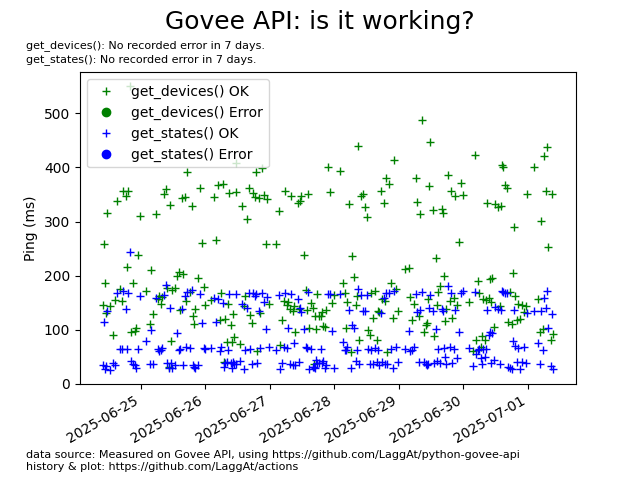 Govee API: is it working?
get_devices(): No recorded error in 7 days.
get_states(): No recorded error in 7 days.
get_devices() OK
get_devices() Error
get_states() OK
get_states() Error
Ping (ms)
500
400
300
200
100
0
2025-06-25
2025-06-26
2025-06-27
2025-06-28
2025-06-29
2025-06-30
2025-07-01
data source: Measured on Govee API, using https://github.com/LaggAt/python-govee-api
history & plot: https://github.com/LaggAt/actions